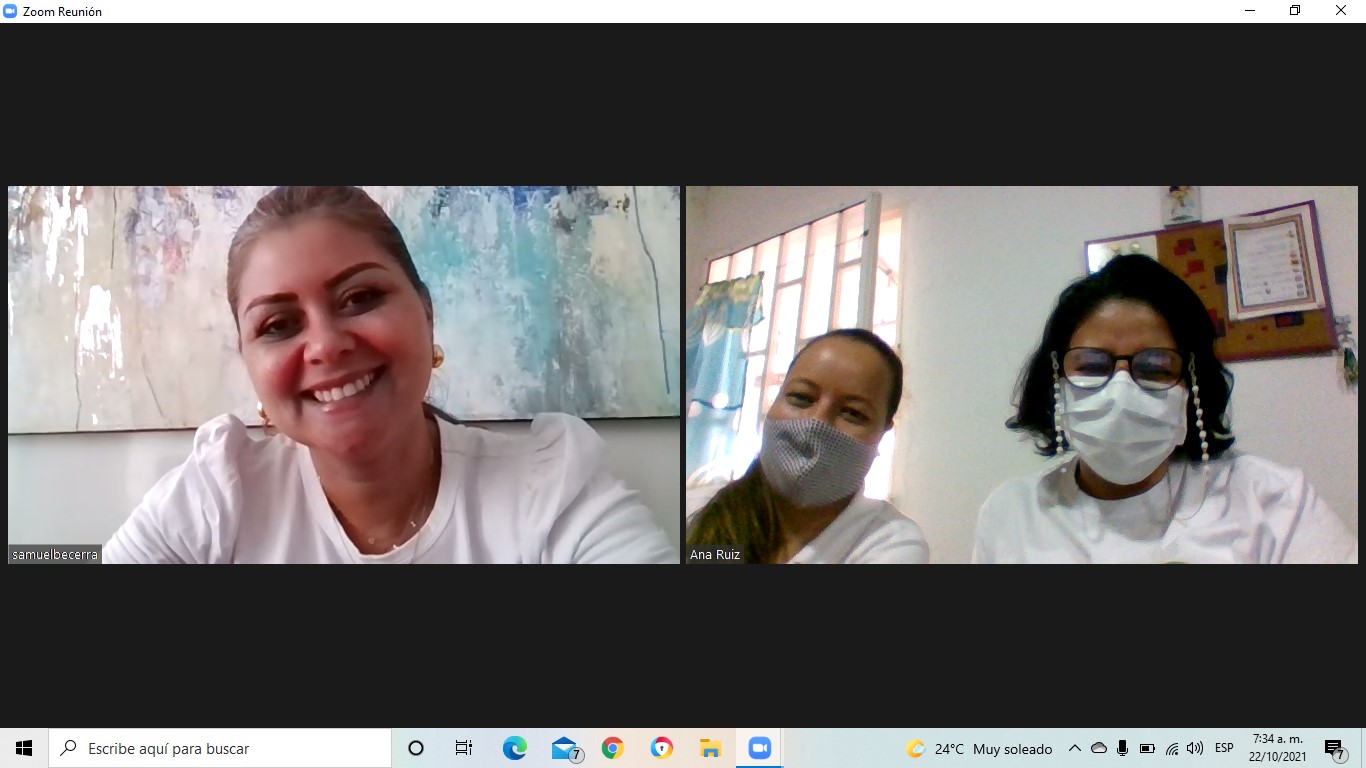 Zoom Reunión
samuelbecerra
Ana Ruiz
Escribe aquí para buscar
7
24°C Muy soleado
ESP
7:34 a. m.
22/10/2021
7